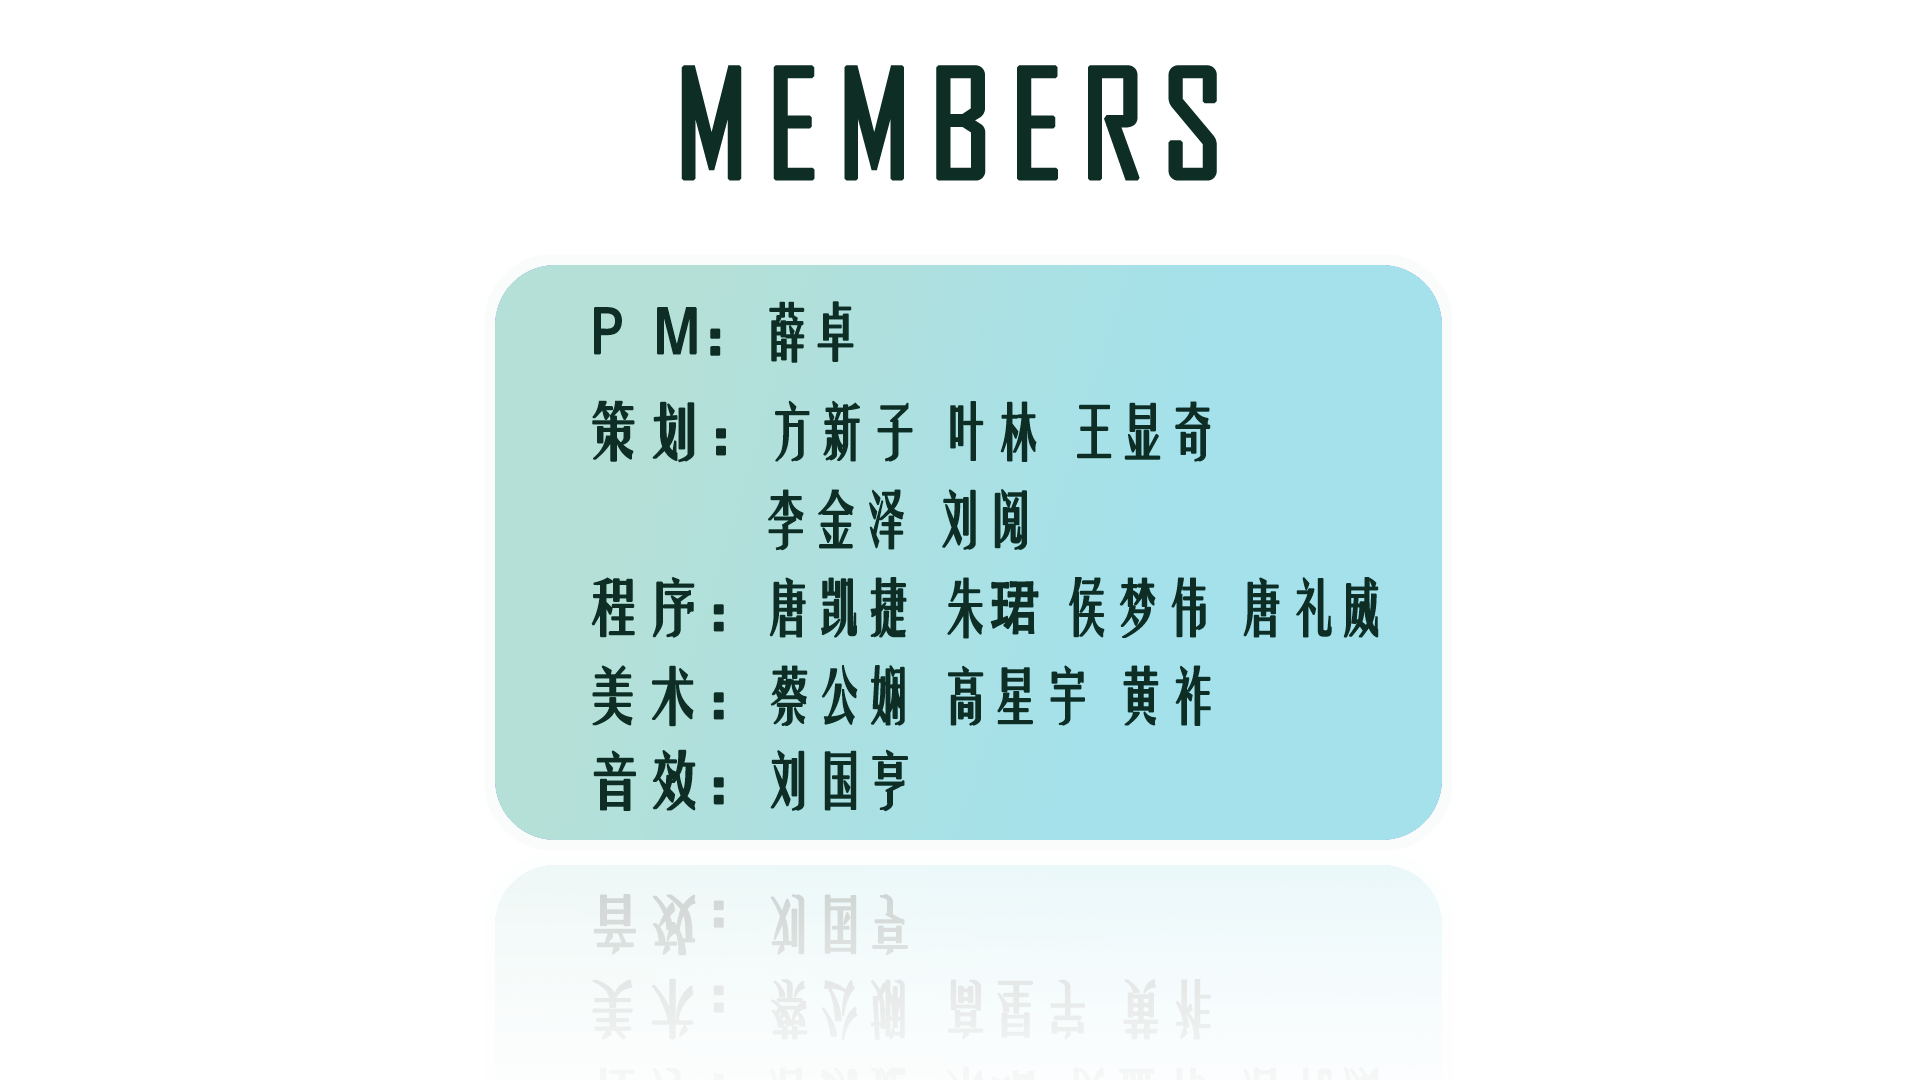 MEMBERS
P M: 薛卓
策划: 方新子 叶林 王显奇
李金泽 刘阅
程序: 唐凯捷 朱珺 侯梦伟 唐礼威
美术: 蔡公娴 高星宇 黄祚
音效: 刘国亨